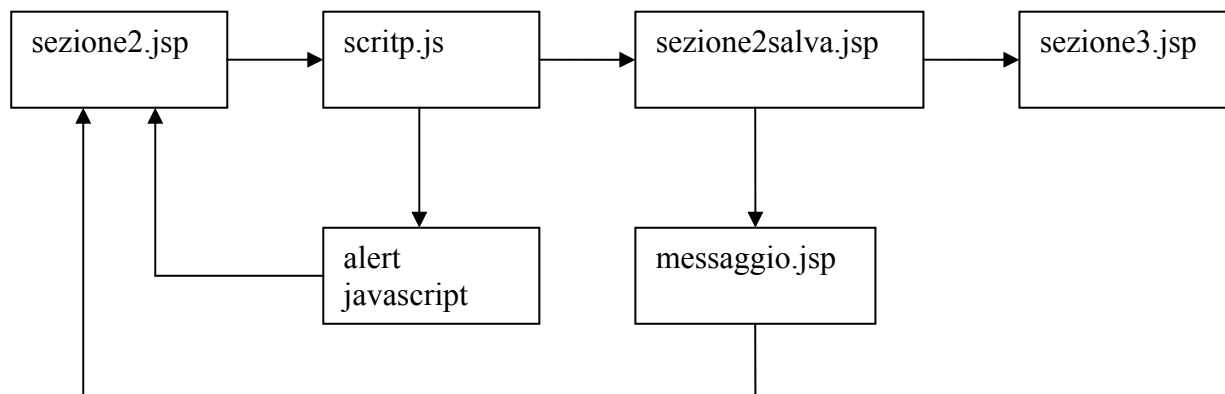 sezione2.jsp
scritp.js
sezione2salva.jsp
sezione3.jsp
alert
javascript
messaggio.jsp